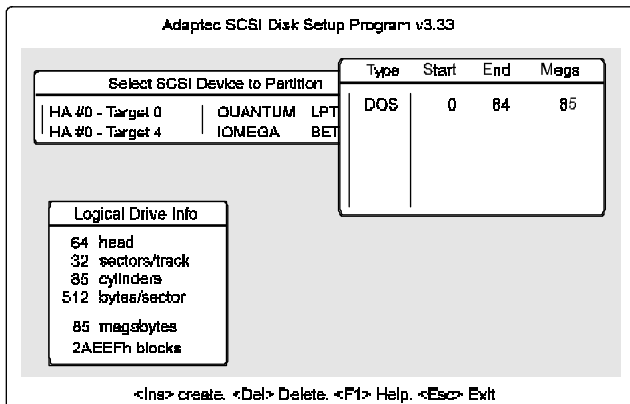 Adaptec SCSI Disk Setup Program v3.33
Select SCSI Device to Partition
HA #0 - Target 0 QUANTUM LPT
HA #0 - Target 4 IOMEGA BET
Type Start End Megs
DOS 0 84 85
Logical Drive Info
64 head
32 sectors/track
85 cylinders
512 bytes/sector
85 megsbytes
2AEEFh blocks
<Ins> create. <Del> Delete. <F1> Help. <Esc> Exit